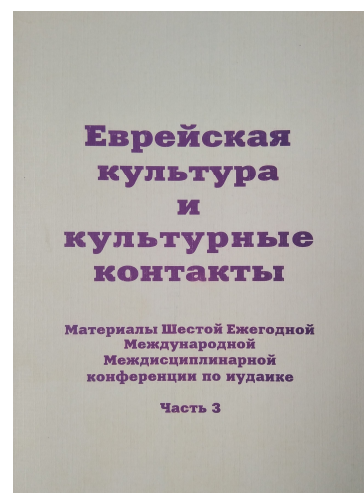 Еврейская
культура
и
культурные
контакты
Материалы Шестой Ежегодной
Международной
Междисциплинарной
конференции по иудаике
Часть 3